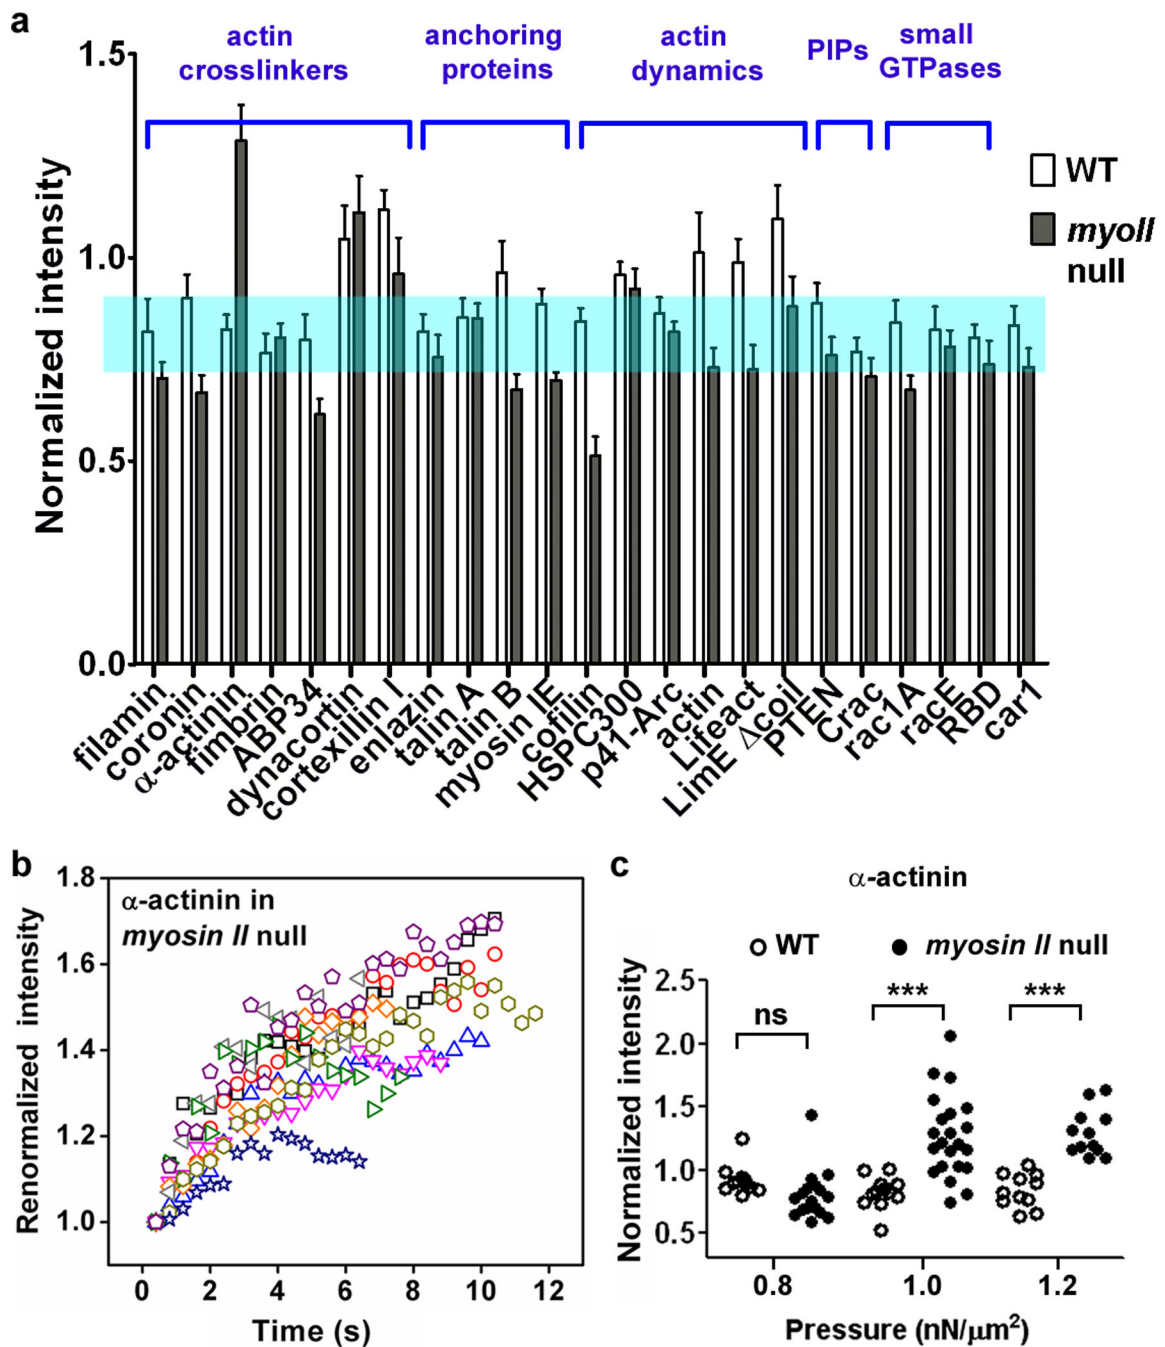 a
actin
crosslinkers
anchoring
proteins
actin
dynamics
PIPs
small
GTPases
Normalized intensity
1.5
1.0
0.5
0.0
WT
myoII
null
filamin
coronin
α-actinin
fimbrin
ABP34
dynacortin
cortexillin I
enlazin
talin A
talin B
myosin IE
cofilin
HSPC300
p41-Arc
actin
Lifeact
LimE Δcoil
PTEN
Crac
rac1A
racE
RBD
car1
b
α-actinin in
myosin II null
Renormalized intensity
1.8
1.6
1.4
1.2
1.0
0 2 4 6 8 10 12
Time (s)
c
α-actinin
WT
myosin II null
Normalized intensity
2.5
2.0
1.5
1.0
0.5
ns
***
***
0.8 1.0 1.2
Pressure (nN/μm²)